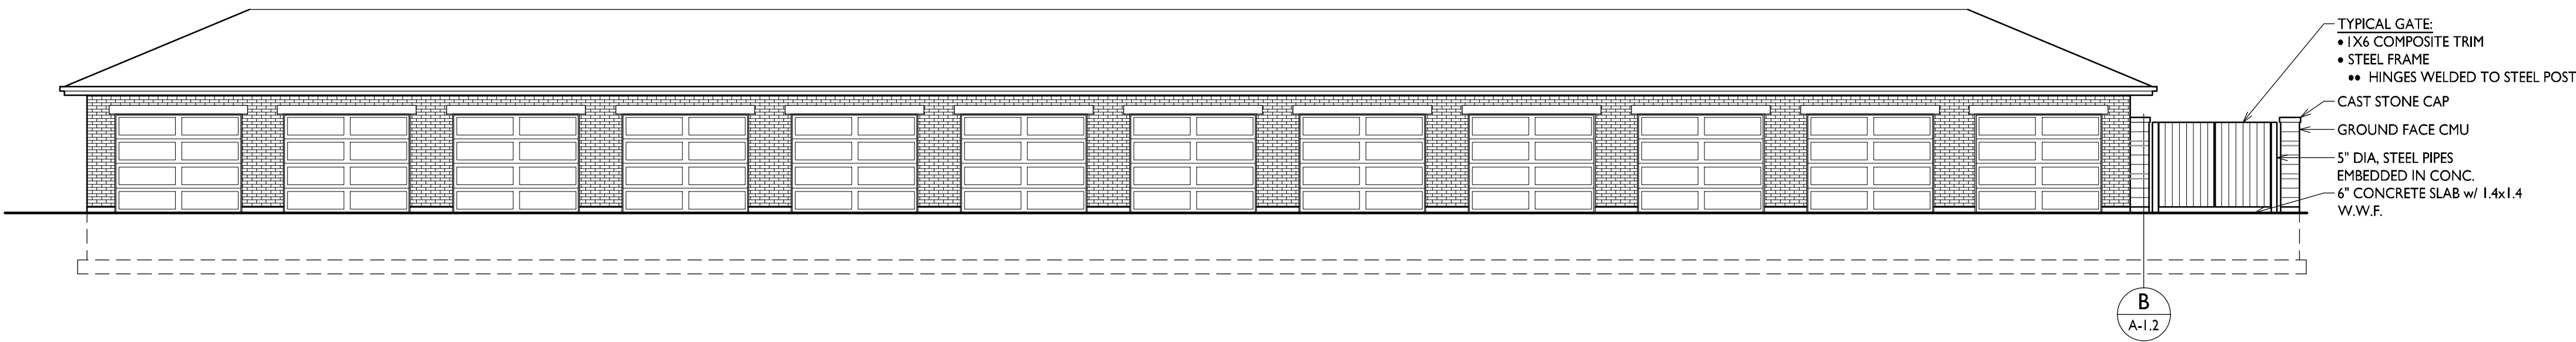 TYPICAL GATE:
• 1X6 COMPOSITE TRIM
• STEEL FRAME
•• HINGES WELDED TO STEEL POST
CAST STONE CAP
GROUND FACE CMU
5" DIA, STEEL PIPES
EMBEDDED IN CONC.
6" CONCRETE SLAB w/ 1.4x1.4
W.W.F.
B
A-1.2